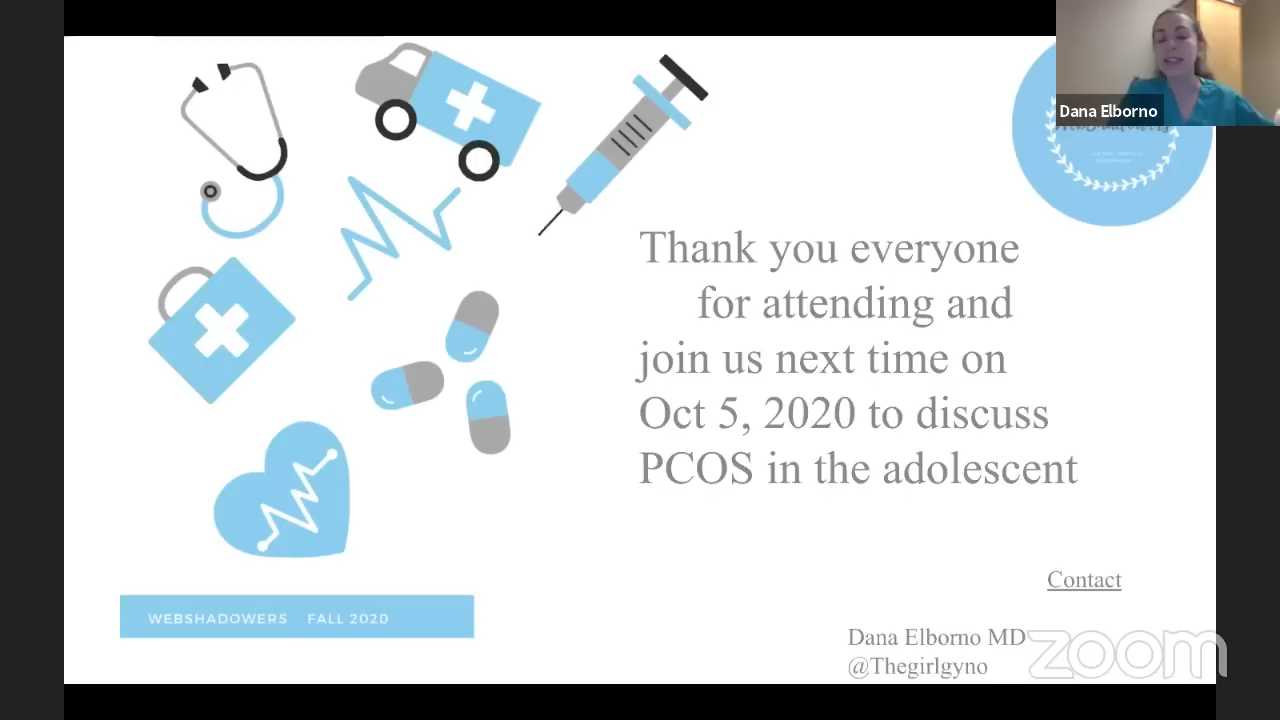 Dana Elborno
Thank you everyone
for attending and
join us next time on
Oct 5, 2020 to discuss
PCOS in the adolescent
Contact
WEBSHADOWERS FALL 2020
Dana Elborno MD
@Thegirlgyno
zoom